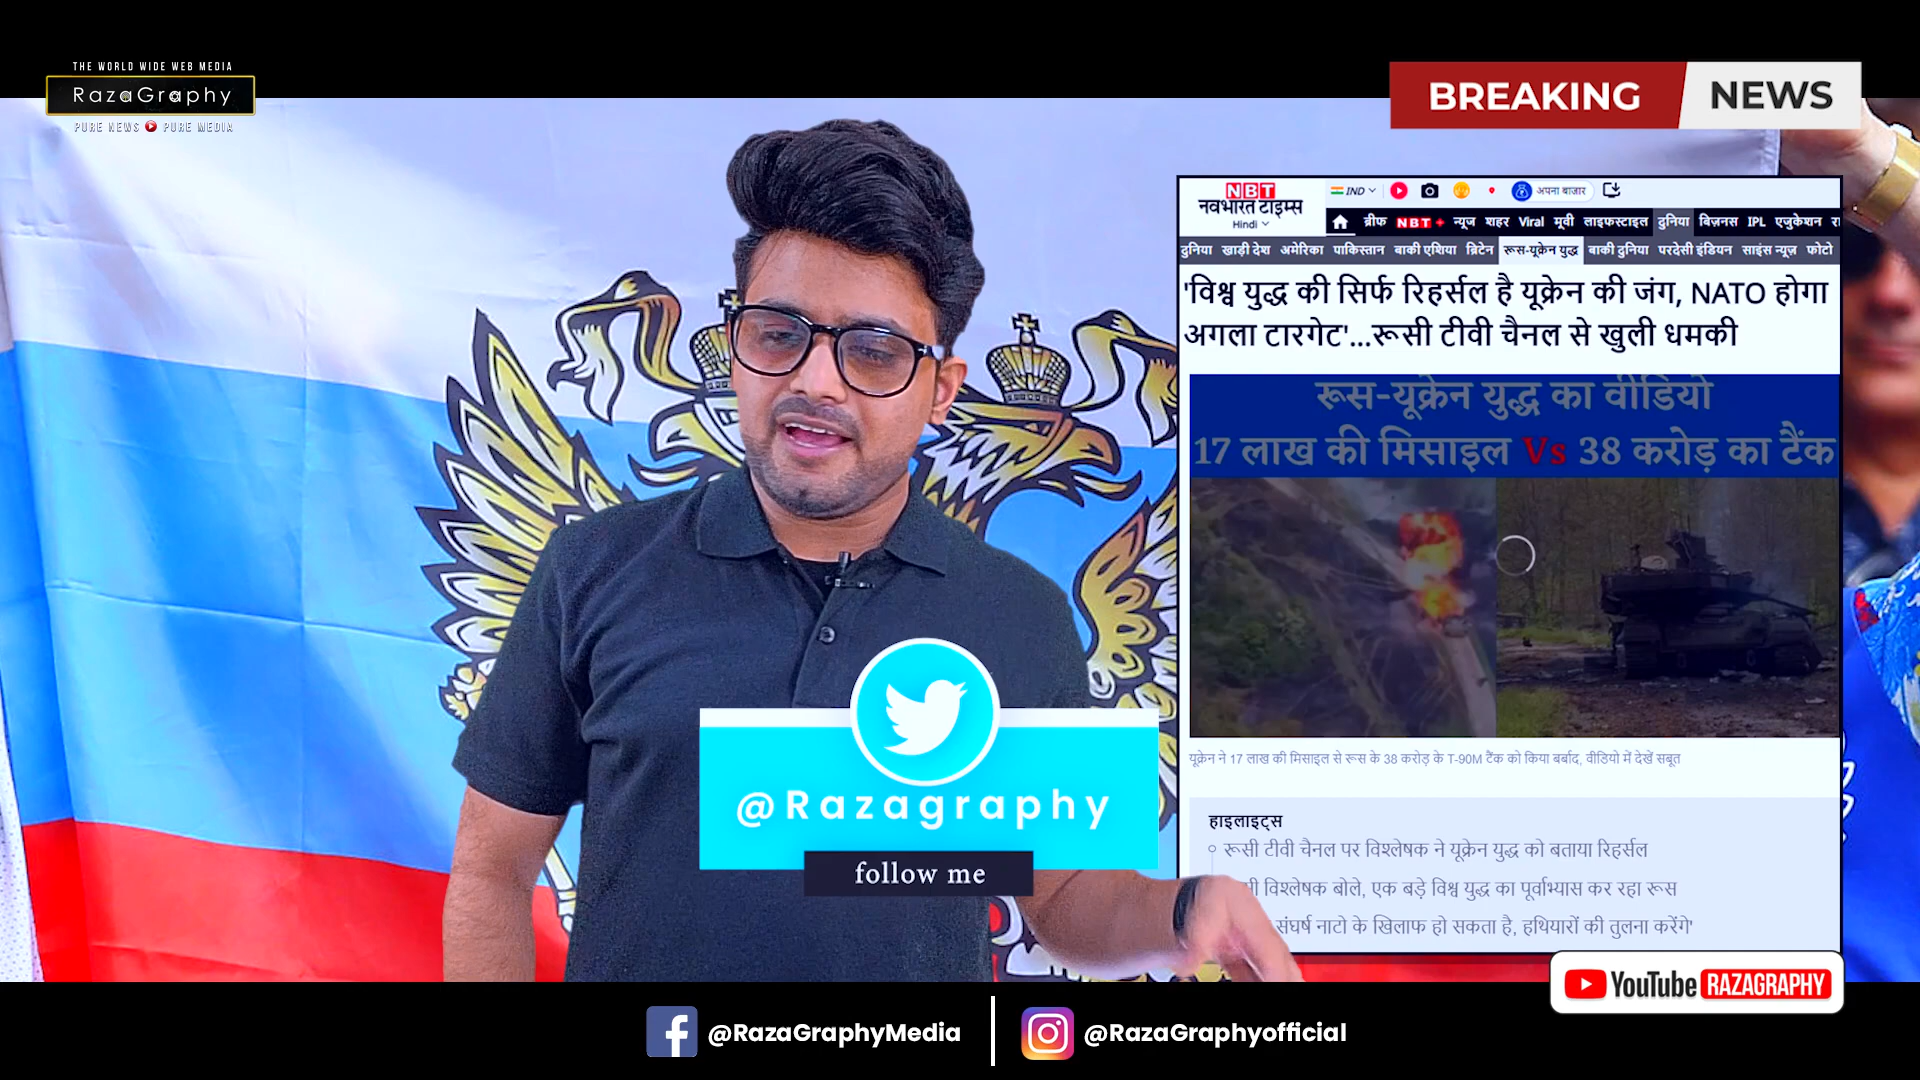 THE WORLD WIDE WEB MEDIA
RazaGraphy
PURE NEWS PURE MEDIA
BREAKING NEWS
NBT
नवभारत टाइम्स
Hindi
IND
अपना बाजार
ब्रीफ NBT+ न्यूज शहर Viral मूवी लाइफस्टाइल दुनिया बिज़नस IPL एजुकेशन
दुनिया खाड़ी देश अमेरिका पाकिस्तान बाकी एशिया ब्रिटेन रूस-यूक्रेन युद्ध बाकी दुनिया परदेसी इंडियन साइंस न्यूज़ फोटो
'विश्व युद्ध की सिर्फ रिहर्सल है यूक्रेन की जंग, NATO होगा
अगला टारगेट'...रूसी टीवी चैनल से खुली धमकी
रूस-यूक्रेन युद्ध का वीडियो
17 लाख की मिसाइल Vs 38 करोड़ का टैंक
यूक्रेन ने 17 लाख की मिसाइल से रूस के 38 करोड़ के T-90M टैंक को किया बर्बाद, वीडियो में देखें सबूत
हाइलाइट्स
रूसी टीवी चैनल पर विश्लेषक ने यूक्रेन युद्ध को बताया रिहर्सल
विश्लेषक बोले, एक बड़े विश्व युद्ध का पूर्वाभ्यास कर रहा रूस
संघर्ष नाटो के खिलाफ हो सकता है, हथियारों की तुलना करेंगे'
@Razagraphy
follow me
YouTube RAZAGRAPHY
@RazaGraphyMedia
@RazaGraphyofficial